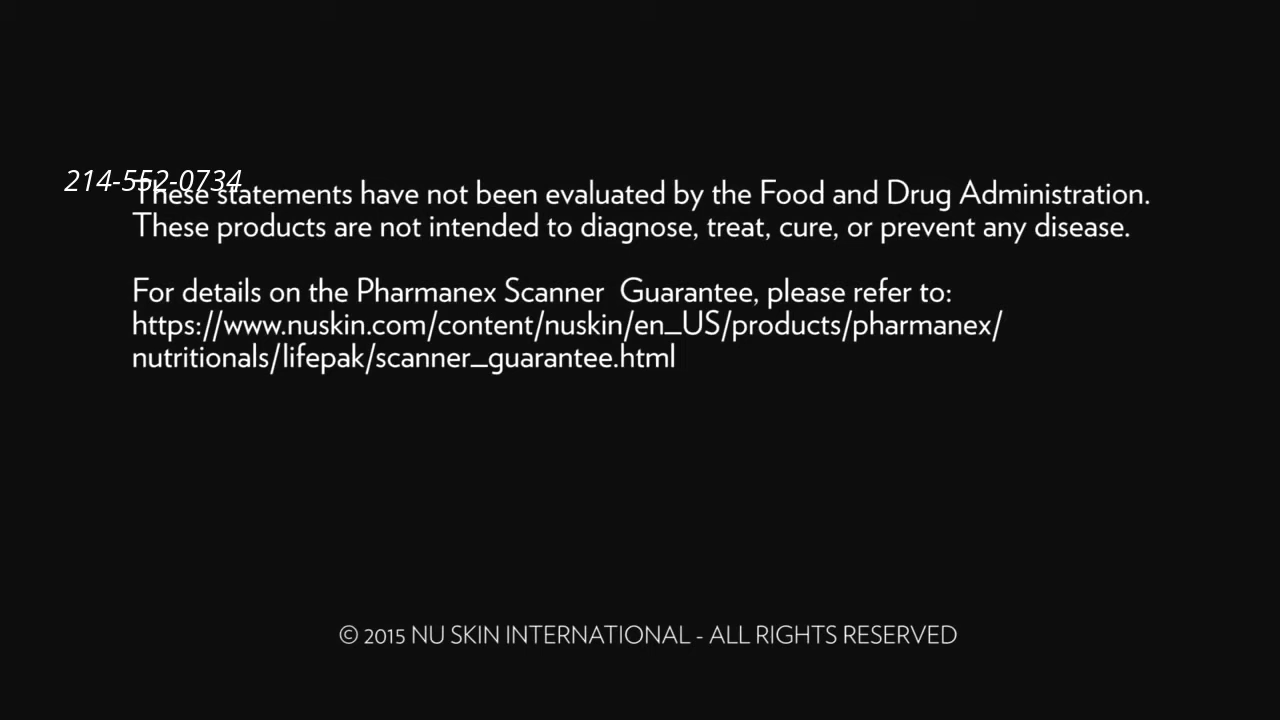 214-552-0734
These statements have not been evaluated by the Food and Drug Administration.
These products are not intended to diagnose, treat, cure, or prevent any disease.
For details on the Pharmanex Scanner  Guarantee, please refer to:
https://www.nuskin.com/content/nuskin/en_US/products/pharmanex/
nutritionals/lifepak/scanner_guarantee.html
© 2015 NU SKIN INTERNATIONAL - ALL RIGHTS RESERVED